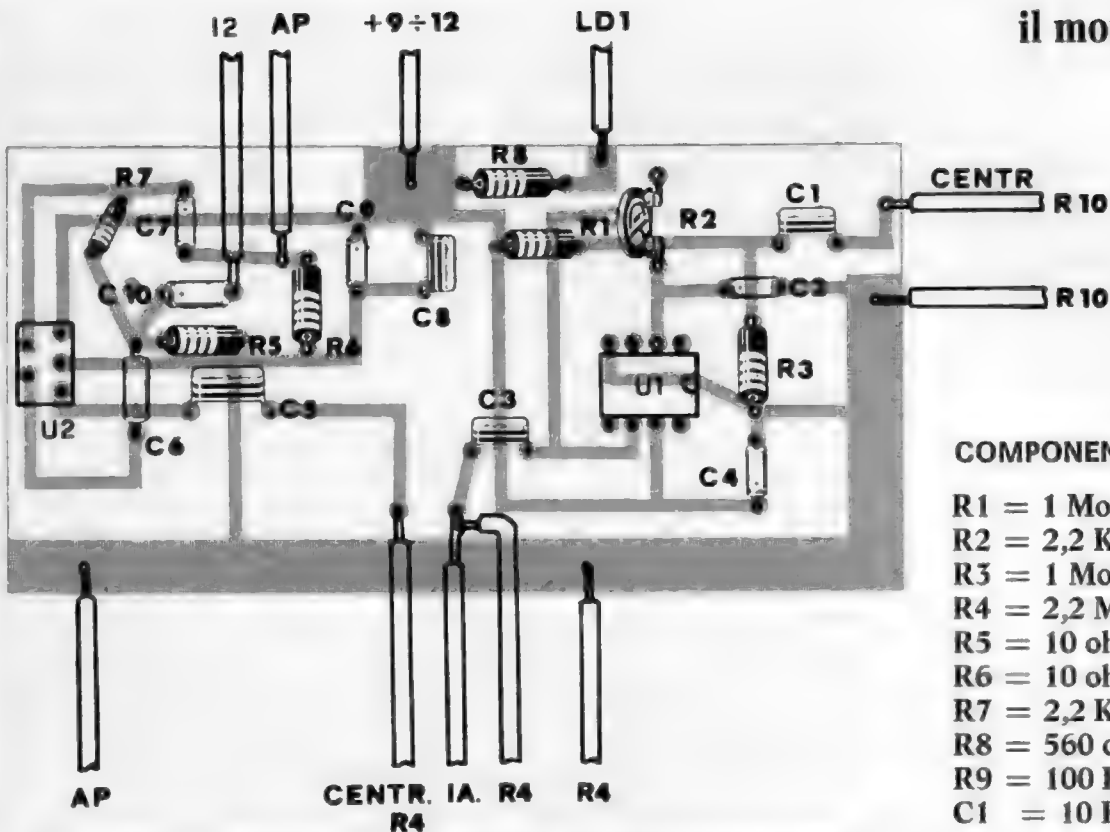 I2 AP +9÷12 LD1
il mo
R8
R7
C7
C
R1
R2
C1
CENTR
R10
C10
C8
C2
R10
R5
R6
U2
C5
C3
U1
R3
C6
C4
AP
CENTR. IA. R4 R4
R4
COMPONEN
R1 = 1 Mo
R2 = 2,2 K
R3 = 1 Mo
R4 = 2,2 M
R5 = 10 oh
R6 = 10 oh
R7 = 2,2 K
R8 = 560 o
R9 = 100 
C1 = 10